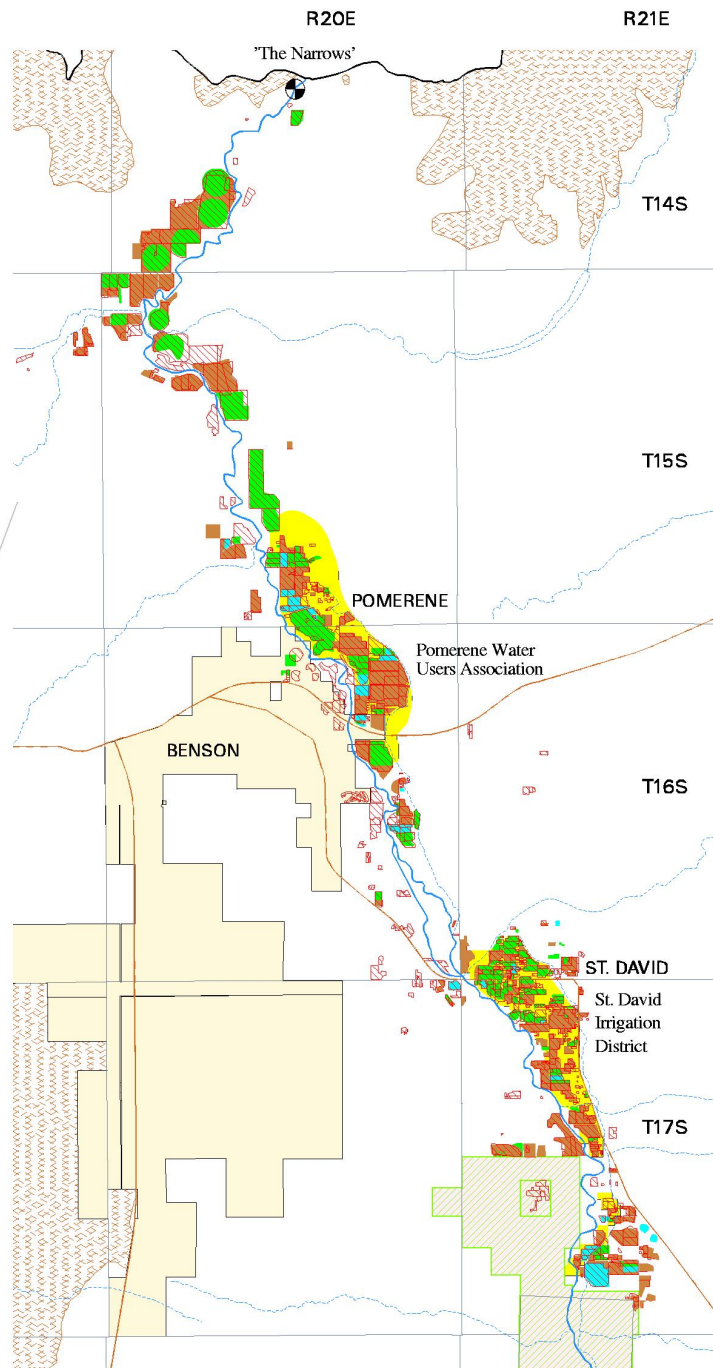 R20E
R21E
'The Narrows'
T14S
T15S
POMERENE
Pomerene Water
Users Association
BENSON
T16S
ST. DAVID
St. David
Irrigation
District
T17S